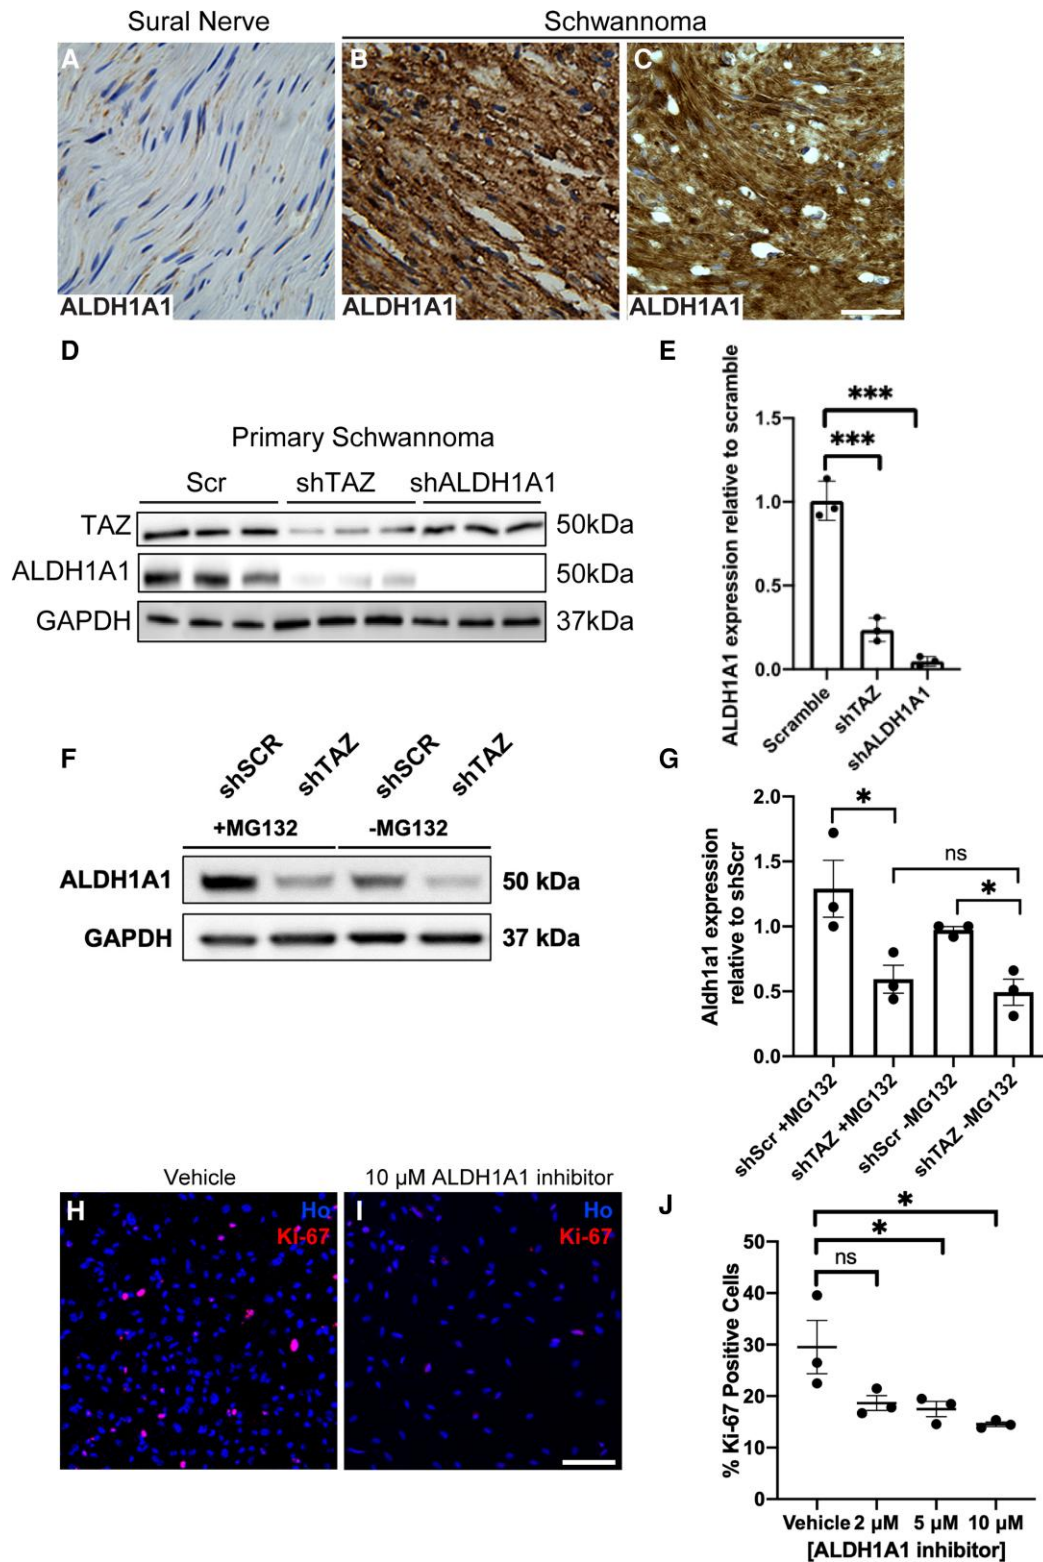 Sural Nerve
Schwannoma
A
B
C
ALDH1A1
ALDH1A1
ALDH1A1
D
Primary Schwannoma
Scr
shTAZ
shALDH1A1
TAZ
50kDa
ALDH1A1
50kDa
GAPDH
37kDa
E
ALDH1A1 expression relative to scramble
***
***
1.5
1.0
0.5
0.0
Scramble
shTAZ
shALDH1A1
F
shSCR
shTAZ
shSCR
shTAZ
+MG132
-MG132
ALDH1A1
50 kDa
GAPDH
37 kDa
G
Aldh1a1 expression
relative to shScr
*
ns
*
2.0
1.5
1.0
0.5
0.0
shScr +MG132
shTAZ +MG132
shScr -MG132
shTAZ -MG132
Vehicle
10 µM ALDH1A1 inhibitor
H
Ho
Ki-67
I
Ho
Ki-67
J
% Ki-67 Positive Cells
*
*
ns
50
40
30
20
10
0
Vehicle 2 µM 5 µM 10 µM
[ALDH1A1 inhibitor]